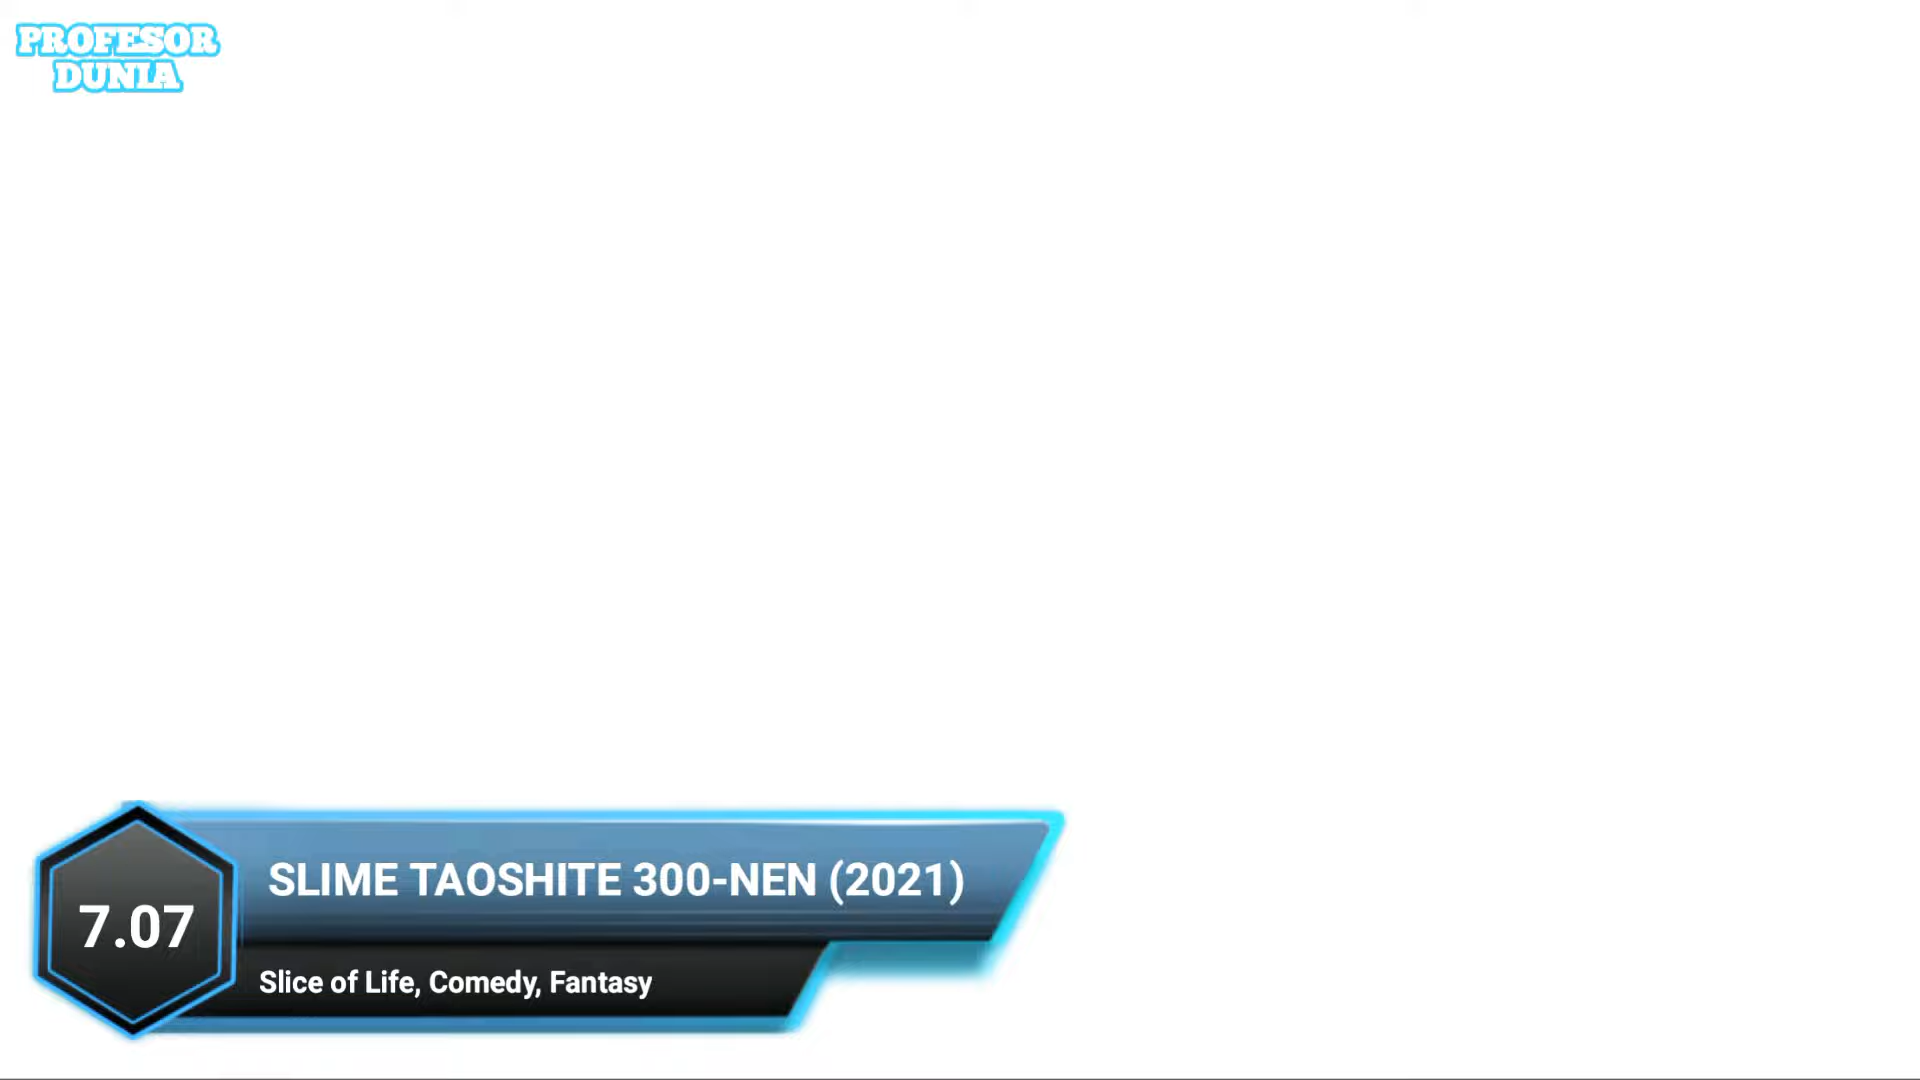 PROFESOR
DUNIA
SLIME TAOSHITE 300-NEN (2021)
7.07
Slice of Life, Comedy, Fantasy